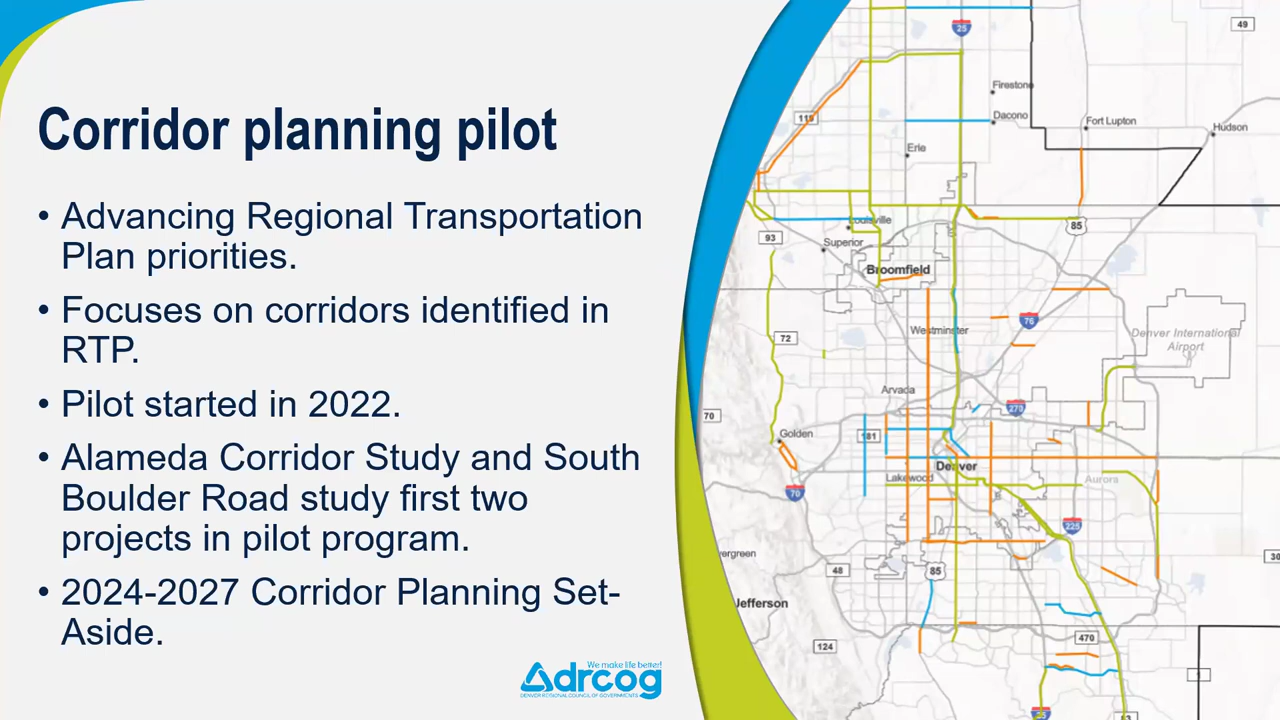 Corridor planning pilot
• Advancing Regional Transportation
Plan priorities.
• Focuses on corridors identified in
RTP.
• Pilot started in 2022.
• Alameda Corridor Study and South
Boulder Road study first two
projects in pilot program.
• 2024-2027 Corridor Planning Set-
Aside.
We make life better!
drcog
DENVER REGIONAL COUNCIL OF GOVERNMENTS
49
25
Firestone
119
Dacono
Fort Lupton
Hudson
Erie
Louisville
85
93
Superior
Broomfield
76
Westminster
Denver International
Airport
72
Arvada
270
70
Golden
181
Denver
Lakewood
Aurora
70
225
vergreen
48
85
30
Jefferson
470
124
25